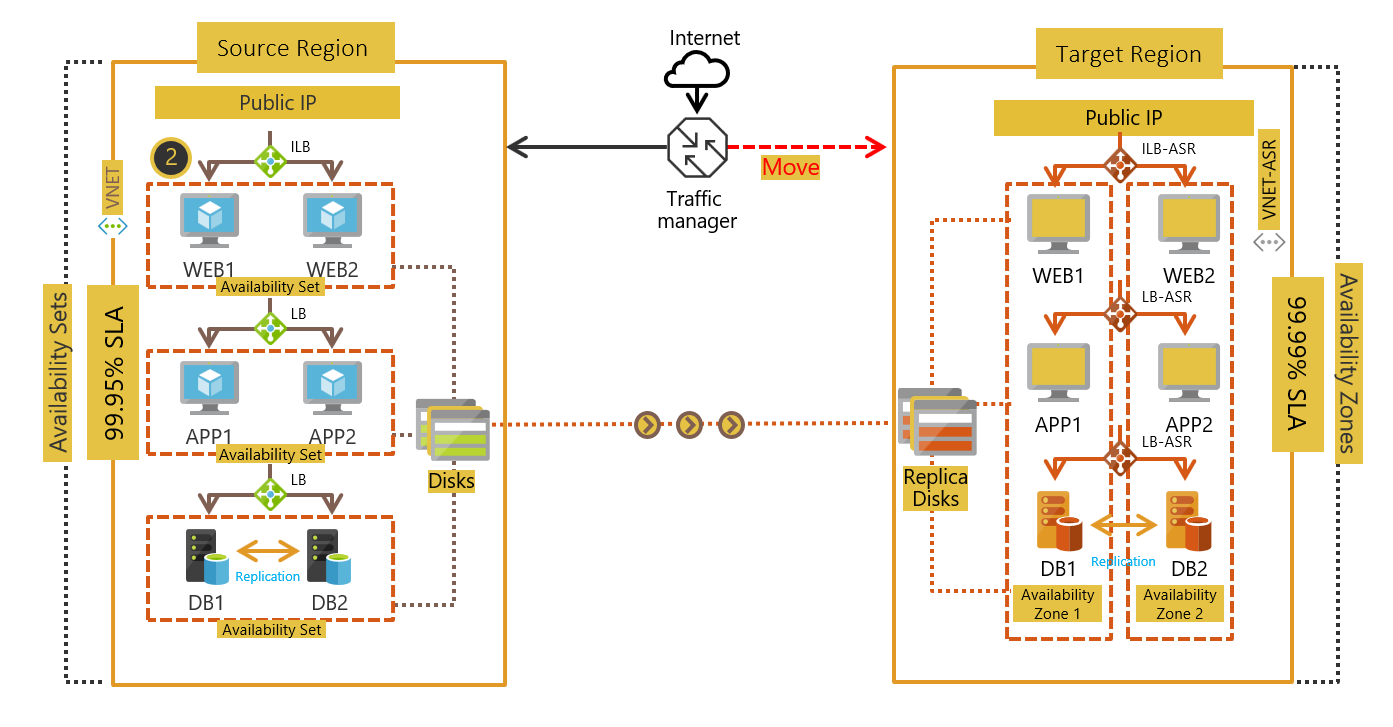 Source Region
Public IP
2
ILB
VNET
WEB1
WEB2
Availability Set
LB
APP1
APP2
Availability Set
LB
Replication
DB1
DB2
Availability Set
Availability Sets
99.95% SLA
Disks
Internet
Traffic
manager
Move
Target Region
Public IP
ILB-ASR
VNET-ASR
WEB1
WEB2
LB-ASR
APP1
APP2
LB-ASR
Replica
Disks
DB1
Replication
DB2
Availability
Zone 1
Availability
Zone 2
99.99% SLA
Availability Zones